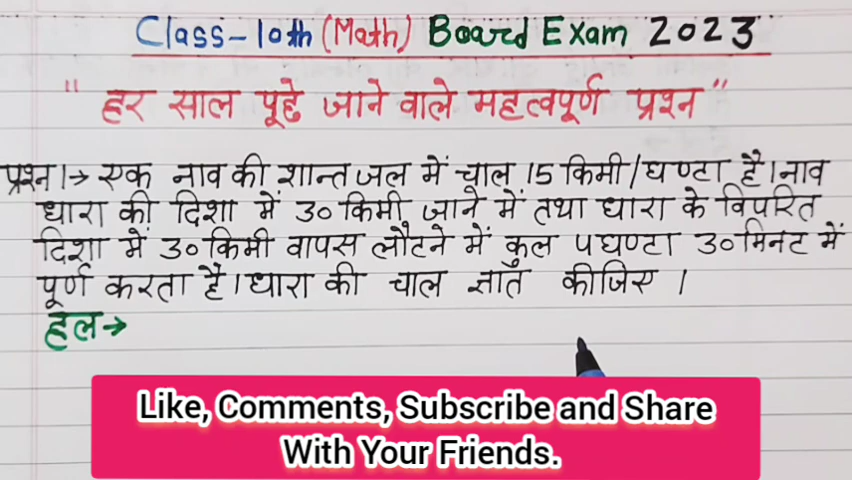 Class-10th (Math) Board Exam 2023
" हर साल पूछे जाने वाले महत्वपूर्ण प्रश्न "
प्रश्न 1→ एक नाव की शान्त जल में चाल 15 किमी/घण्टा है। नाव
धारा की दिशा में 30 किमी जाने में तथा धारा के विपरित
दिशा में 30 किमी वापस लौटने में कुल 4 घण्टा 30 मिनट में
पूर्ण करता है। धारा की चाल ज्ञात कीजिए ।
हल→
Like, Comments, Subscribe and Share
With Your Friends.